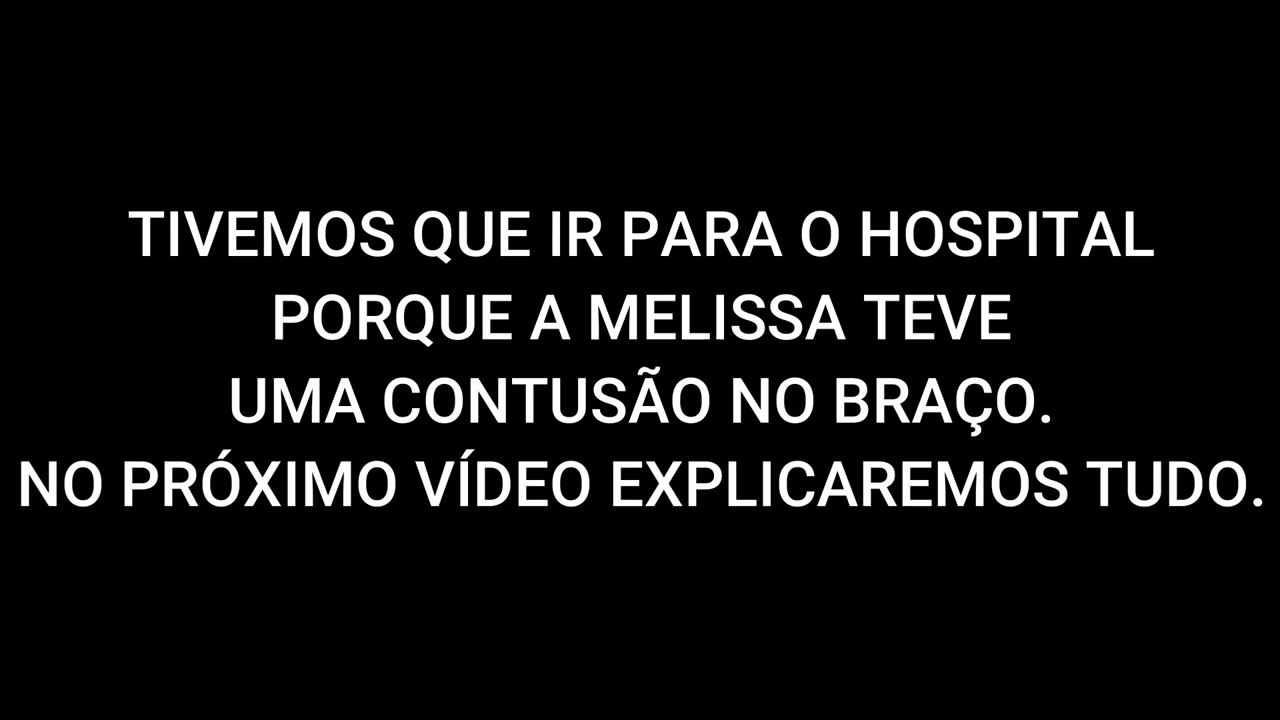 TIVEMOS QUE IR PARA O HOSPITAL
PORQUE A MELISSA TEVE
UMA CONTUSÃO NO BRAÇO.
NO PRÓXIMO VÍDEO EXPLICAREMOS TUDO.